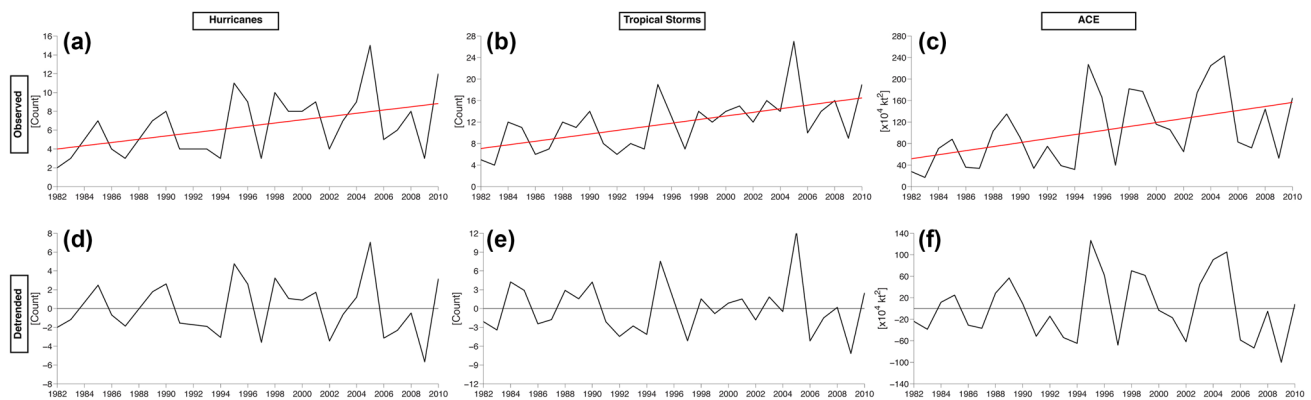 Hurricanes
Tropical Storms
ACE
Observed
(a)
[Count]
16
14
12
10
8
6
4
2
0
1982 1984 1986 1988 1990 1992 1994 1996 1998 2000 2002 2004 2006 2008 2010
(b)
[Count]
28
24
20
16
12
8
4
0
1982 1984 1986 1988 1990 1992 1994 1996 1998 2000 2002 2004 2006 2008 2010
(c)
[x10⁴ kt²]
280
240
200
160
120
80
40
0
1982 1984 1986 1988 1990 1992 1994 1996 1998 2000 2002 2004 2006 2008 2010
Detrended
(d)
[Count]
8
6
4
2
0
−2
−4
−6
−8
1982 1984 1986 1988 1990 1992 1994 1996 1998 2000 2002 2004 2006 2008 2010
(e)
[Count]
12
9
6
3
0
−3
−6
−9
−12
1982 1984 1986 1988 1990 1992 1994 1996 1998 2000 2002 2004 2006 2008 2010
(f)
[x10⁴ kt²]
140
100
60
20
−20
−60
−100
−140
1982 1984 1986 1988 1990 1992 1994 1996 1998 2000 2002 2004 2006 2008 2010